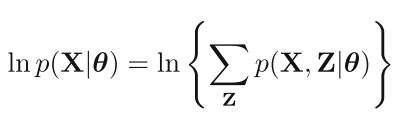 ln p(𝐗|𝜽) = ln { ∑_𝐙 p(𝐗, 𝐙|𝜽) }